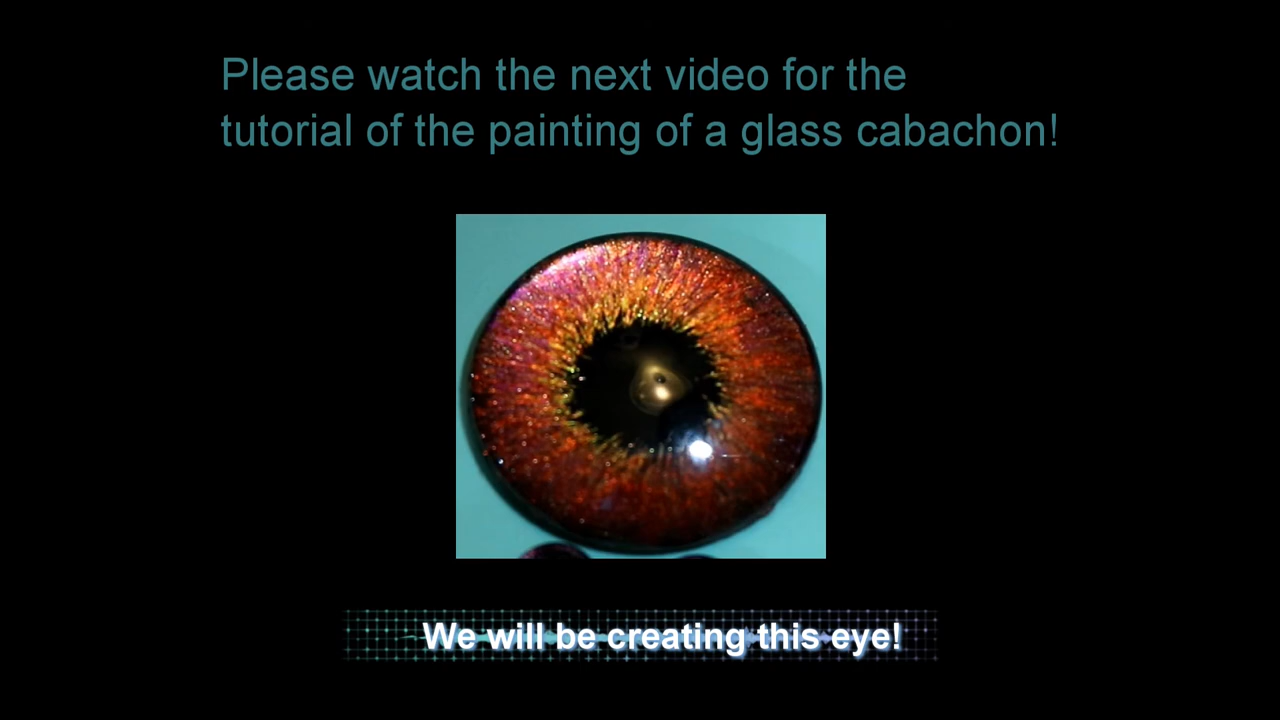 Please watch the next video for the
tutorial of the painting of a glass cabachon!
We will be creating this eye!